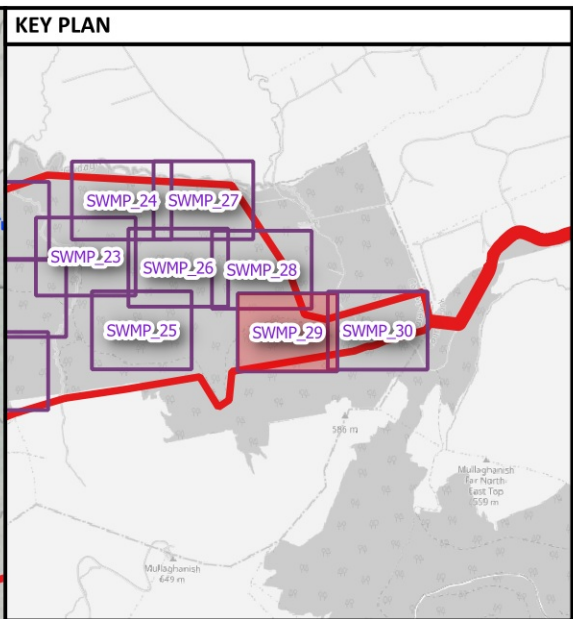 KEY PLAN
SWMP_24
SWMP_27
SWMP_23
SWMP_26
SWMP_28
SWMP_25
SWMP_29
SWMP_30
586 m
Mullaghanish
Far North-
East Top
559 m
Mullaghanish
649 m